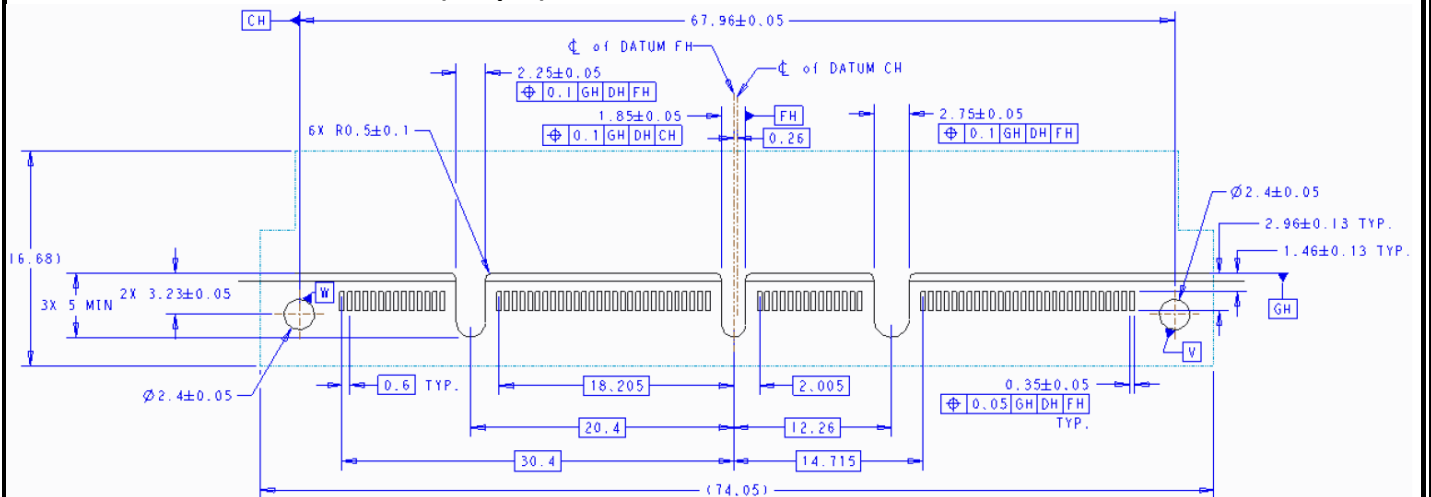 CH
67.96±0.05
℄ of DATUM FH
℄ of DATUM CH
2.25±0.05
⌖ 0.1 GH DH FH
1.85±0.05
FH
⌖ 0.1 GH DH CH
0.26
2.75±0.05
⌖ 0.1 GH DH FH
6X R0.5±0.1
Ø2.4±0.05
2.96±0.13 TYP.
1.46±0.13 TYP.
16.68)
2X 3.23±0.05
3X 5 MIN
W
GH
V
0.6 TYP.
18.205
2.005
0.35±0.05
⌖ 0.05 GH DH FH
TYP.
Ø2.4±0.05
20.4
12.26
30.4
14.715
(74.05)